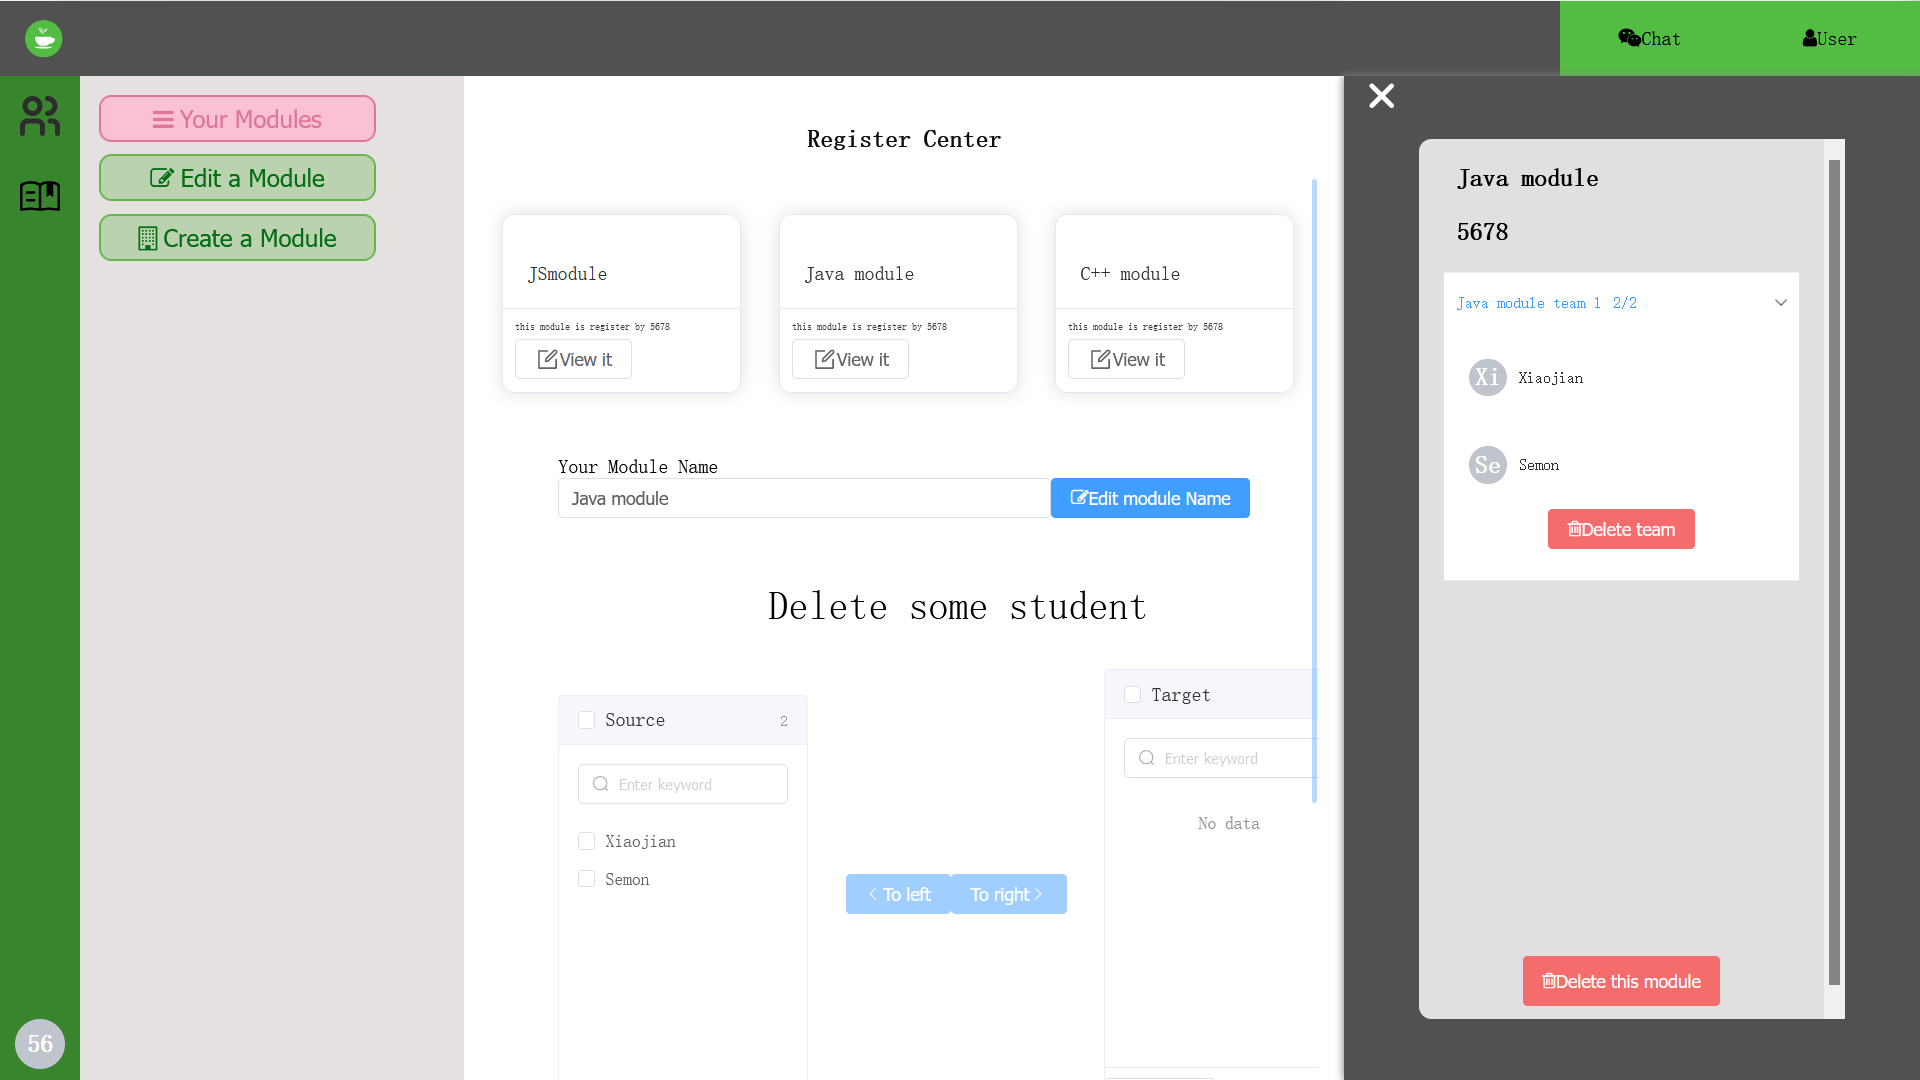 Chat
User
Your Modules
Edit a Module
Create a Module
56
Register Center
JSmodule
this module is register by 5678
View it
Java module
this module is register by 5678
View it
C++ module
this module is register by 5678
View it
Your Module Name
Java module
Edit module Name
Delete some student
Source 2
Enter keyword
Xiaojian
Semon
To left
To right
Target
Enter keyword
No data
Java module
5678
Java module team 1 2/2
Xi Xiaojian
Se Semon
Delete team
Delete this module